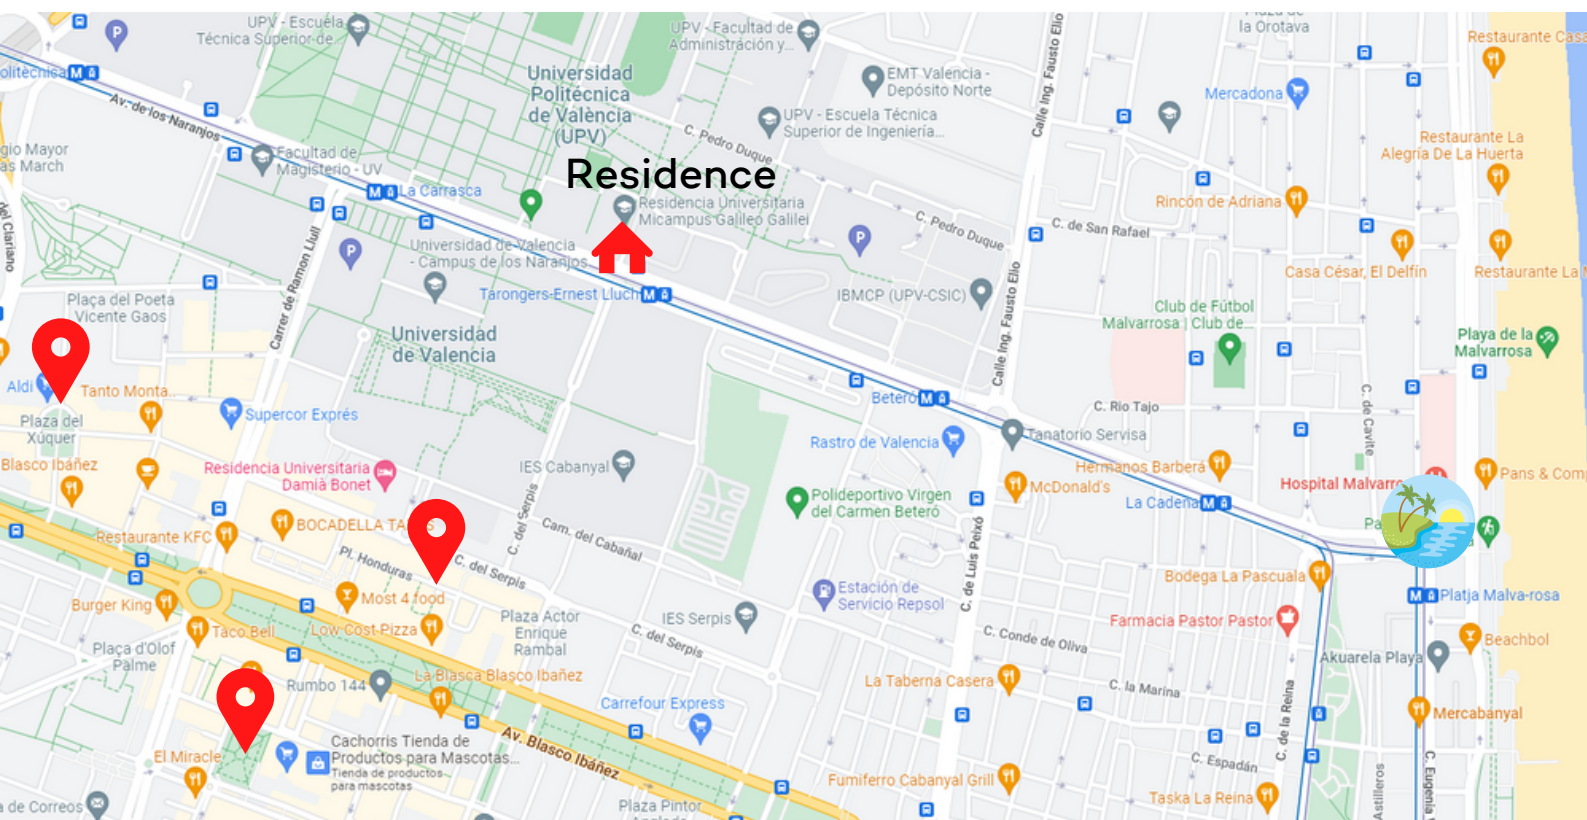 UPV - Escuela
Técnica Superior de...
UPV - Facultad de
Administración y...
la Orotava
Restaurante Casa
P
olitècnica
M
Universidad
Politécnica
de València
(UPV)
EMT Valencia -
Depósito Norte
Mercadona
Calle Ing. Fausto Elio
Av. de los Naranjos
UPV - Escuela Técnica
Superior de Ingeniería...
C. Pedro Duque
Restaurante La
Alegría De La Huerta
gio Mayor
as March
Facultad de
Magisterio - UV
Residence
M
La Carrasca
Residencia Universitaria
Micampus Galileo Galilei
Rincón de Adriana
del Clariano
C. Pedro Duque
C. de San Rafael
P
P
Carrer de Ramon Llull
Universidad de Valencia
- Campus de los Naranjos
Casa César, El Delfín
Restaurante La
Tarongers-Ernest Lluch
M
IBMCP (UPV-CSIC)
Plaça del Poeta
Vicente Gaos
Club de Fútbol
Malvarrosa | Club de...
Calle Ing. Fausto Elio
Universidad
de Valencia
Playa de la
Malvarrosa
Aldi
Tanto Monta...
Beteró
M
C. Rio Tajo
C. de Cavite
Plaza del
Xúquer
Supercor Exprés
Rastro de Valencia
Tanatorio Servisa
Blasco Ibáñez
Residencia Universitaria
Damià Bonet
IES Cabanyal
Hermanos Barberá
McDonald's
Hospital Malvarro
Pans & Comp
Polideportivo Virgen
del Carmen Beteró
La Cadena
M
Restaurante KFC
BOCADELLA TA
S
C. del Serpis
Cam. del Cabañal
Pa
C. de Luis Peixó
Pl. Honduras
C. del Serpis
Bodega La Pascuala
Estación de
Servicio Repsol
M
Platja Malva-rosa
Burger King
Most 4 food
Taco Bell
Low Cost Pizza
Plaza Actor
Enrique
Rambal
IES Serpis
C. del Serpis
Farmacia Pastor Pastor
C. Conde de Oliva
Beachbol
Plaça d'Olof
Palme
Akuarela Playa
Rumbo 144
La Blasca Blasco Ibañez
La Taberna Casera
C. la Marina
Carrefour Express
Mercabanyal
C. de la Reina
Av. Blasco Ibáñez
El Miracle
Cachorris Tienda de
Productos para Mascotas...
Tienda de productos
para mascotas
C. Espadán
Fumiferro Cabanyal Grill
Taska La Reina
Astilleros
C. Eugenia
a de Correos
Plaza Pintor